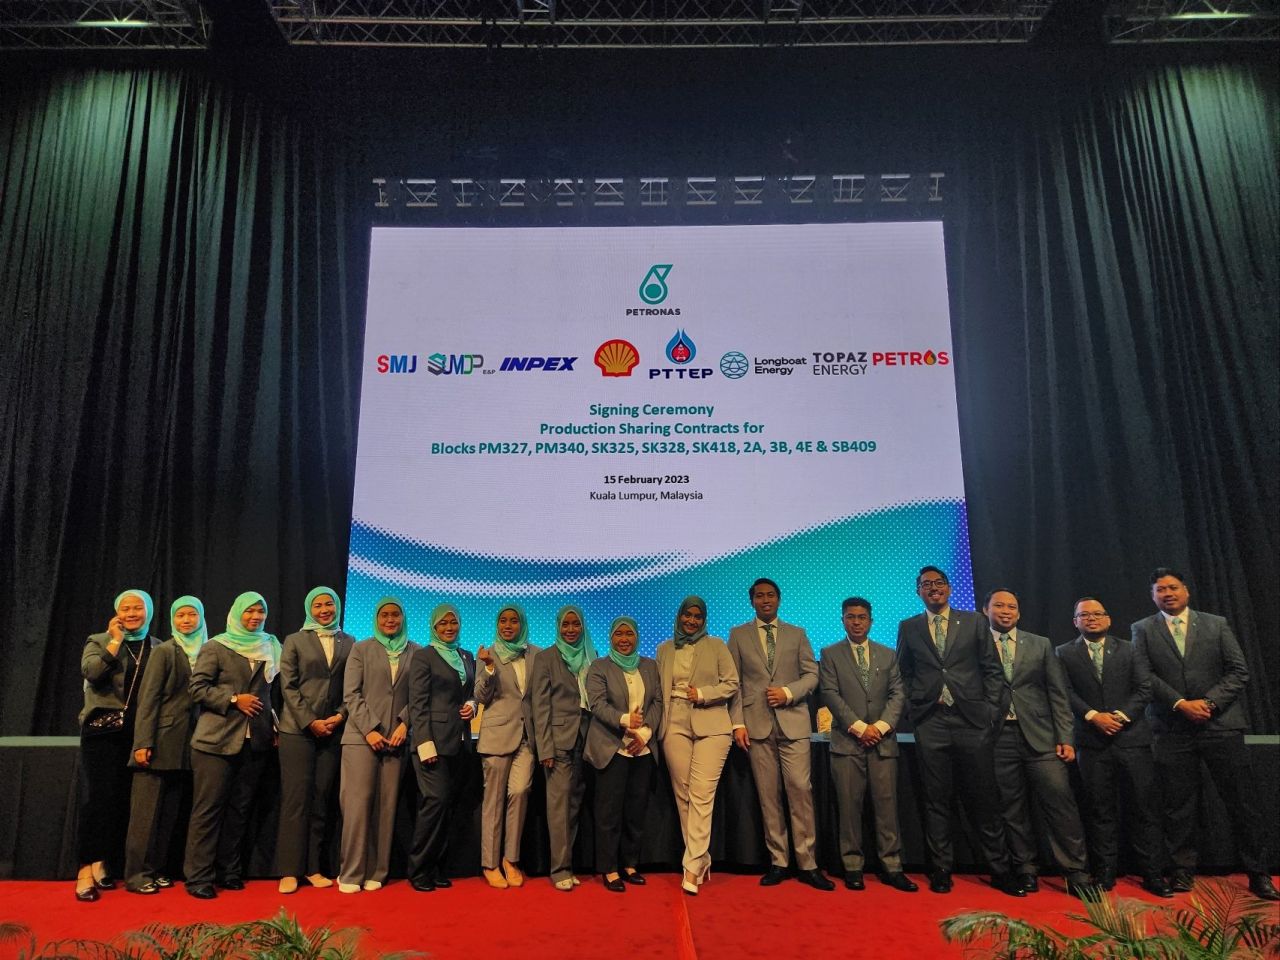 PETRONAS
SMJ
E&P
INPEX
PTTEP
Longboat
Energy
TOPAZ
ENERGY
PETROS
Signing Ceremony
Production Sharing Contracts for
Blocks PM327, PM340, SK325, SK328, SK418, 2A, 3B, 4E & SB409
15 February 2023
Kuala Lumpur, Malaysia